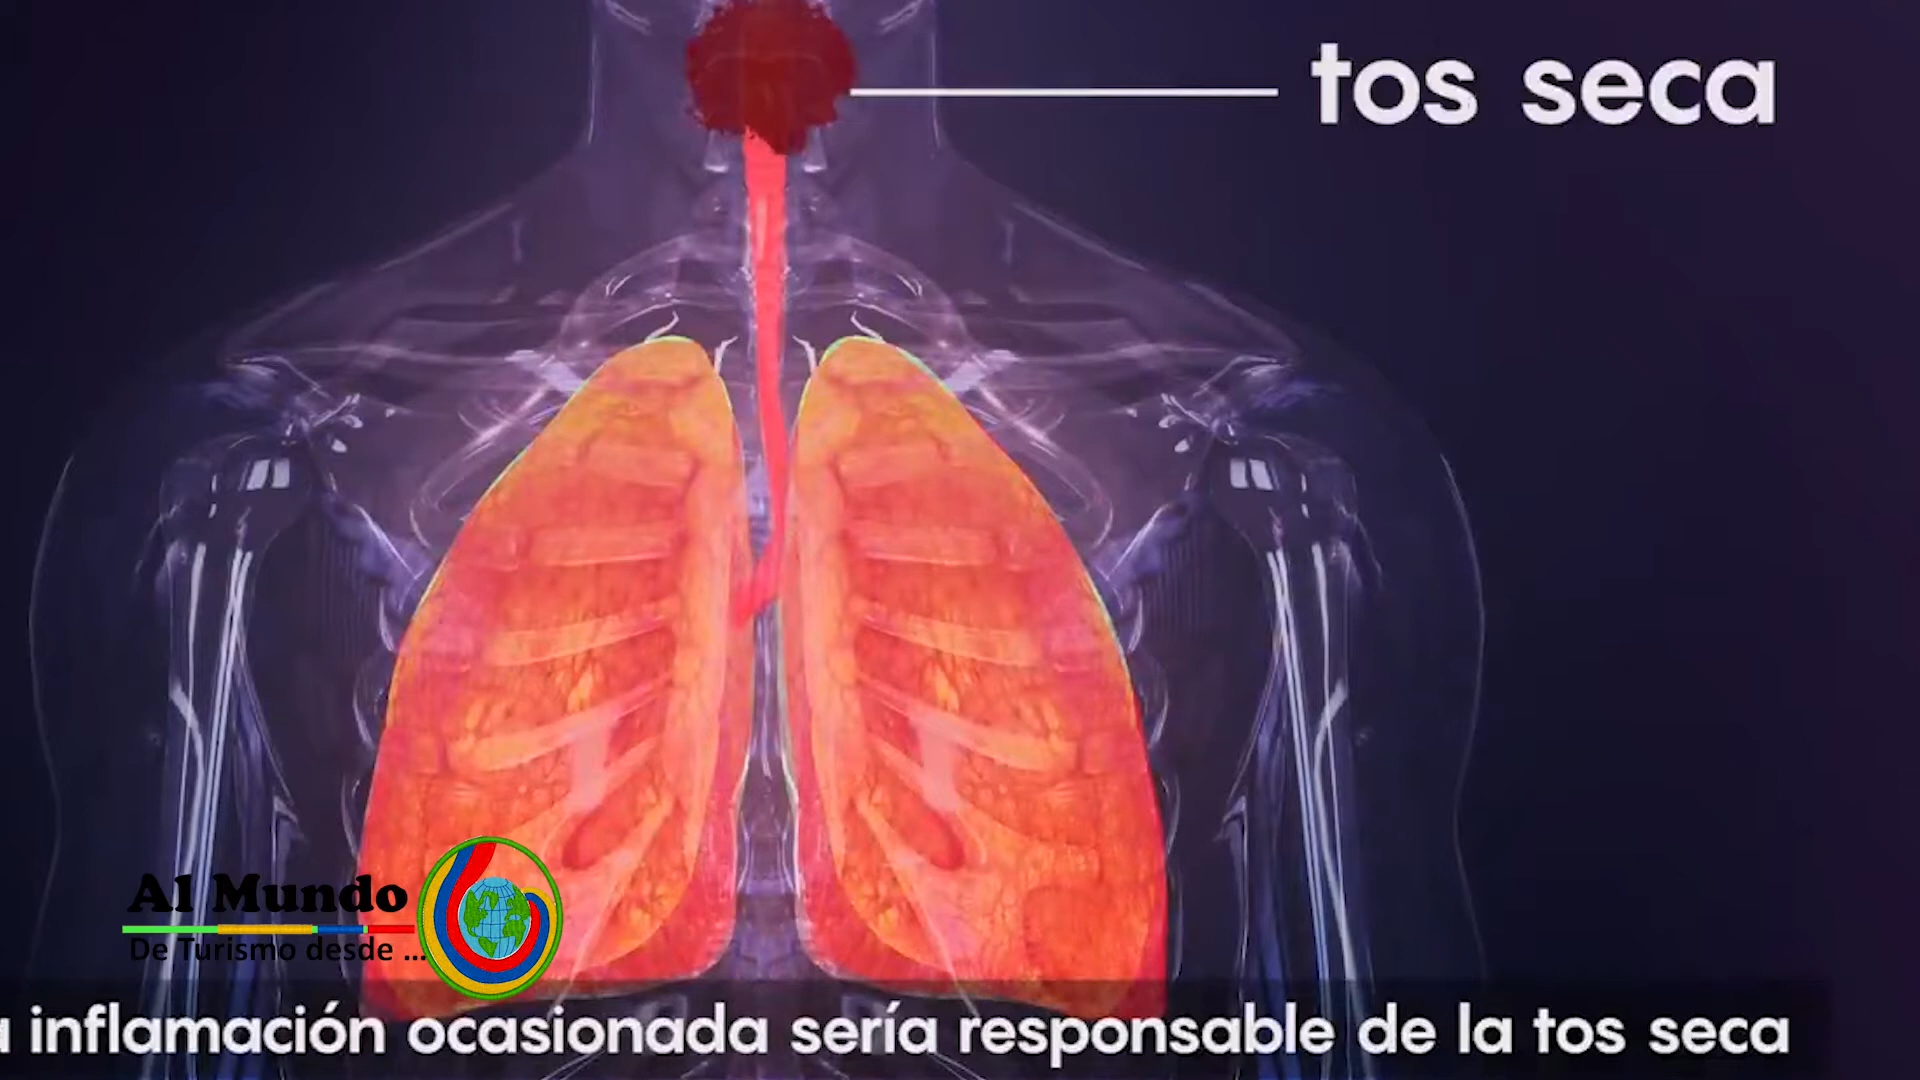 tos seca
Al Mundo
De Turismo desde ...
inflamación ocasionada sería responsable de la tos seca